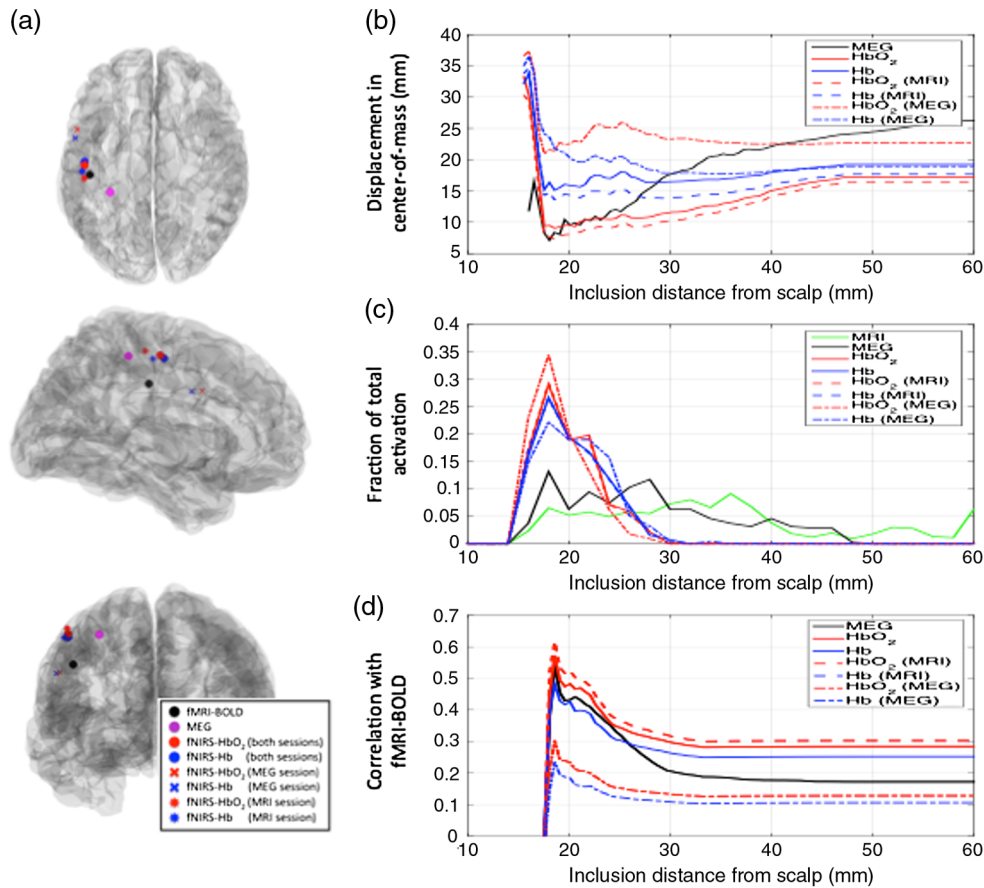 (a)
fMRI-BOLD
MEG
fNIRS-HbO2 (both sessions)
fNIRS-Hb (both sessions)
fNIRS-HbO2 (MEG session)
fNIRS-Hb (MEG session)
fNIRS-HbO2 (MRI session)
fNIRS-Hb (MRI session)
(b)
Displacement in
center-of-mass (mm)
40
35
30
25
20
15
10
5
MEG
HbO2
Hb
HbO2 (MRI)
Hb (MRI)
HbO2 (MEG)
Hb (MEG)
10 20 30 40 50 60
Inclusion distance from scalp (mm)
(c)
Fraction of total
activation
0.4
0.35
0.3
0.25
0.2
0.15
0.1
0.05
0
MRI
MEG
HbO2
Hb
HbO2 (MRI)
Hb (MRI)
HbO2 (MEG)
Hb (MEG)
10 20 30 40 50 60
Inclusion distance from scalp (mm)
(d)
Correlation with
fMRI-BOLD
0.7
0.6
0.5
0.4
0.3
0.2
0.1
0
MEG
HbO2
Hb
HbO2 (MRI)
Hb (MRI)
HbO2 (MEG)
Hb (MEG)
10 20 30 40 50 60
Inclusion distance from scalp (mm)